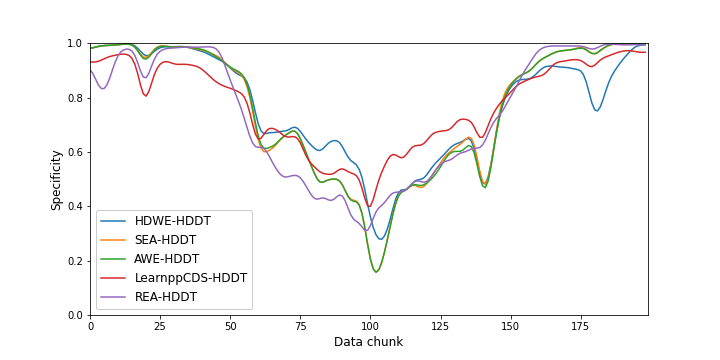 1.0
0.8
0.6
0.4
0.2
0.0
Specificity
HDWE-HDDT
SEA-HDDT
AWE-HDDT
LearnppCDS-HDDT
REA-HDDT
0 25 50 75 100 125 150 175
Data chunk